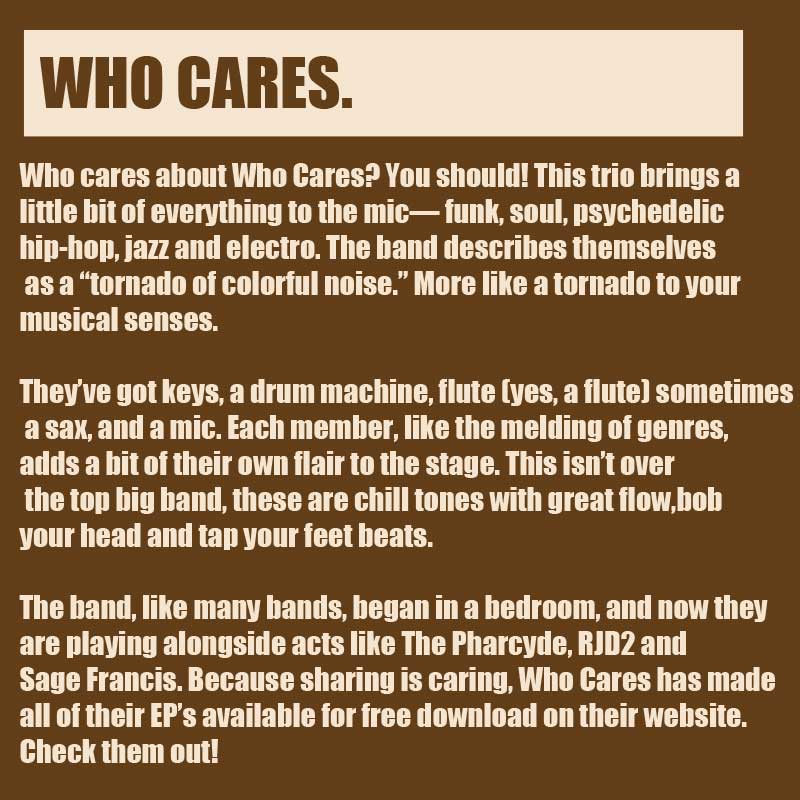 WHO CARES.
Who cares about Who Cares? You should! This trio brings a
little bit of everything to the mic— funk, soul, psychedelic
hip-hop, jazz and electro. The band describes themselves
as a “tornado of colorful noise.” More like a tornado to your
musical senses.
They’ve got keys, a drum machine, flute (yes, a flute) sometimes
a sax, and a mic. Each member, like the melding of genres,
adds a bit of their own flair to the stage. This isn’t over
the top big band, these are chill tones with great flow,bob
your head and tap your feet beats.
The band, like many bands, began in a bedroom, and now they
are playing alongside acts like The Pharcyde, RJD2 and
Sage Francis. Because sharing is caring, Who Cares has made
all of their EP’s available for free download on their website.
Check them out!